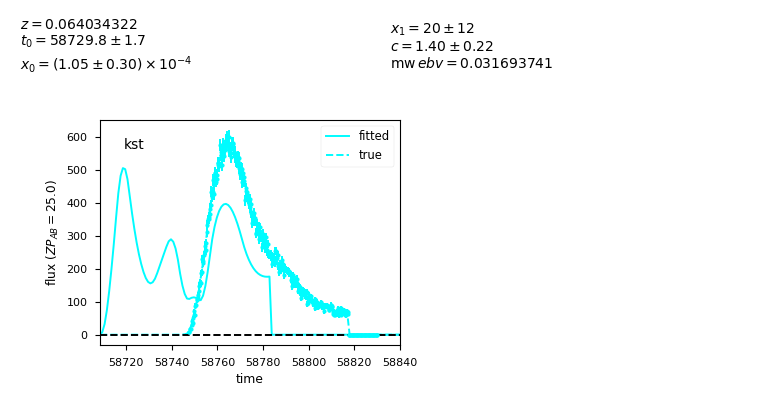 z = 0.064034322
t₀ = 58729.8 ± 1.7
x₀ = (1.05 ± 0.30) × 10⁻⁴
x₁ = 20 ± 12
c = 1.40 ± 0.22
mw ebv = 0.031693741
kst
fitted
true
600
500
400
300
200
100
0
flux (ZP_AB = 25.0)
58720 58740 58760 58780 58800 58820 58840
time